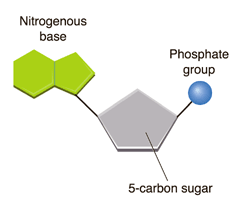 Nitrogenous
base
Phosphate
group
5-carbon sugar